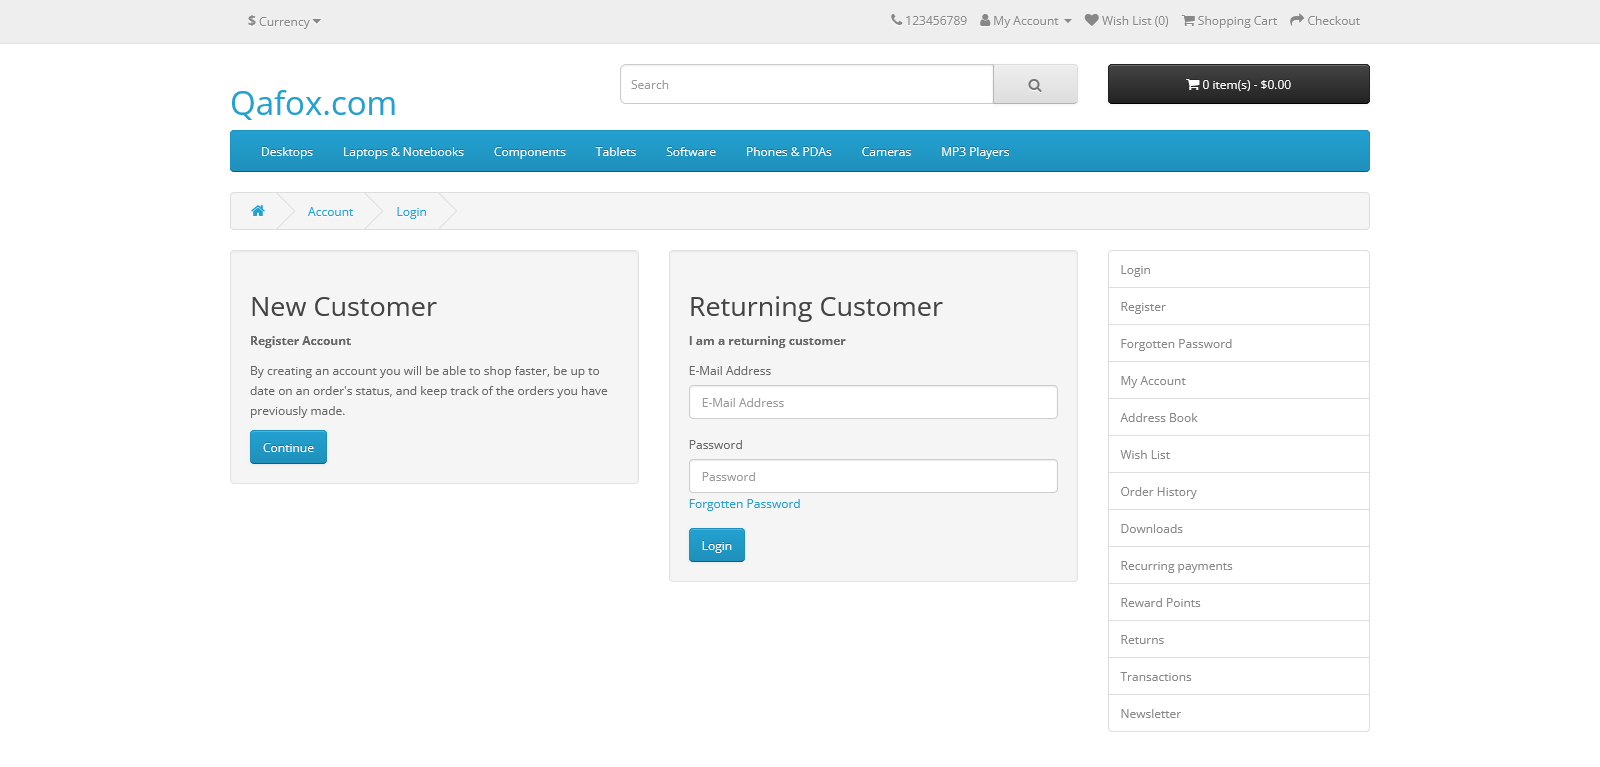 $ Currency
123456789 My Account Wish List (0) Shopping Cart Checkout
Qafox.com
Search
0 item(s) - $0.00
Desktops Laptops & Notebooks Components Tablets Software Phones & PDAs Cameras MP3 Players
Account Login
New Customer
Register Account
By creating an account you will be able to shop faster, be up to
date on an order's status, and keep track of the orders you have
previously made.
Continue
Returning Customer
I am a returning customer
E-Mail Address
E-Mail Address
Password
Password
Forgotten Password
Login
Login
Register
Forgotten Password
My Account
Address Book
Wish List
Order History
Downloads
Recurring payments
Reward Points
Returns
Transactions
Newsletter